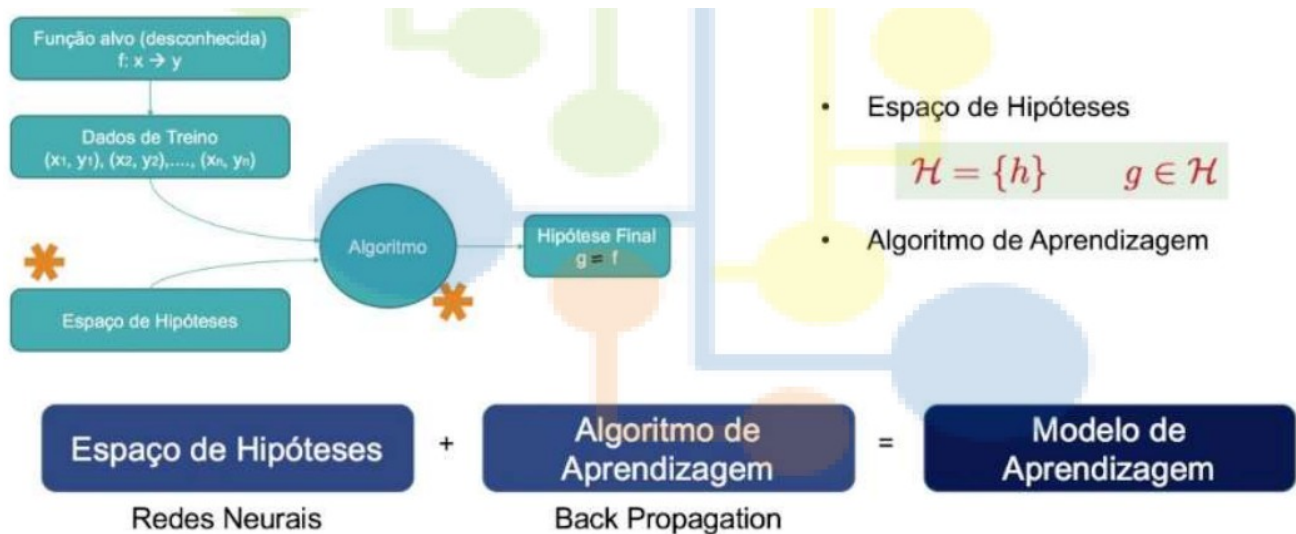 Função alvo (desconhecida)
f: x → y
Dados de Treino
(x₁, y₁), (x₂, y₂),...., (xₙ, yₙ)
Algoritmo
Hipótese Final
g ≅ f
Espaço de Hipóteses
• Espaço de Hipóteses
ℋ = {h} g ∈ ℋ
• Algoritmo de Aprendizagem
Espaço de Hipóteses + Algoritmo de Aprendizagem = Modelo de Aprendizagem
Redes Neurais
Back Propagation